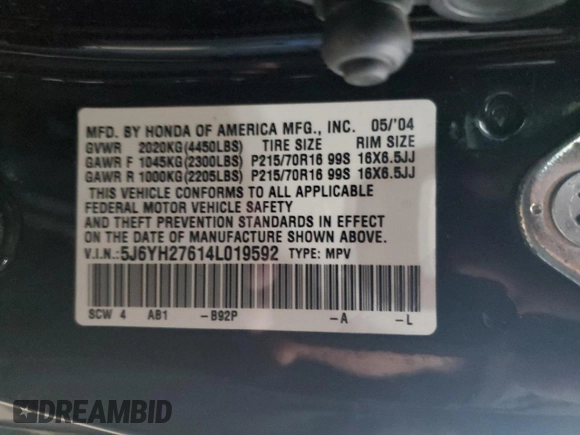 MFD. BY HONDA OF AMERICA MFG., INC. 05/'04
GVWR 2020KG(4450LBS) TIRE SIZE RIM SIZE
GAWR F 1045KG(2300LBS) P215/70R16 99S 16X6.5JJ
GAWR R 1000KG(2205LBS) P215/70R16 99S 16X6.5JJ
THIS VEHICLE CONFORMS TO ALL APPLICABLE
FEDERAL MOTOR VEHICLE SAFETY
AND THEFT PREVENTION STANDARDS IN EFFECT
ON THE DATE OF MANUFACTURE SHOWN ABOVE.
V.I.N.:5J6YH27614L019592 TYPE: MPV
SCW 4 AB1 -B92P -A -L
DREAMBID